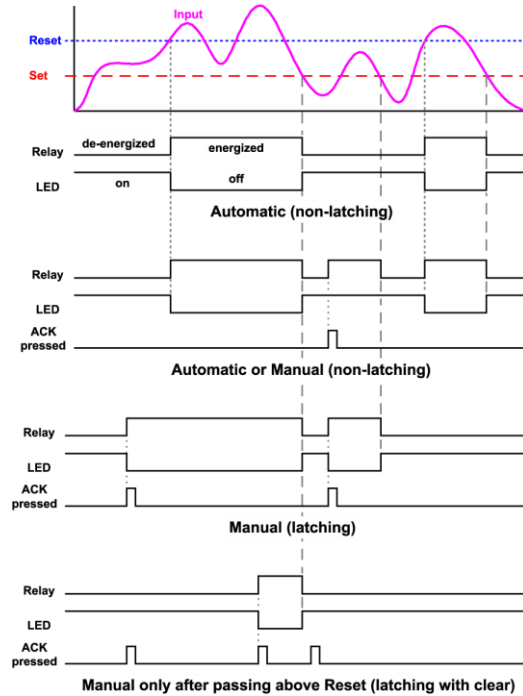 Input
Reset
Set
de-energized energized
Relay
LED on off
Automatic (non-latching)
Relay
LED
ACK
pressed
Automatic or Manual (non-latching)
Relay
LED
ACK
pressed
Manual (latching)
Relay
LED
ACK
pressed
Manual only after passing above Reset (latching with clear)